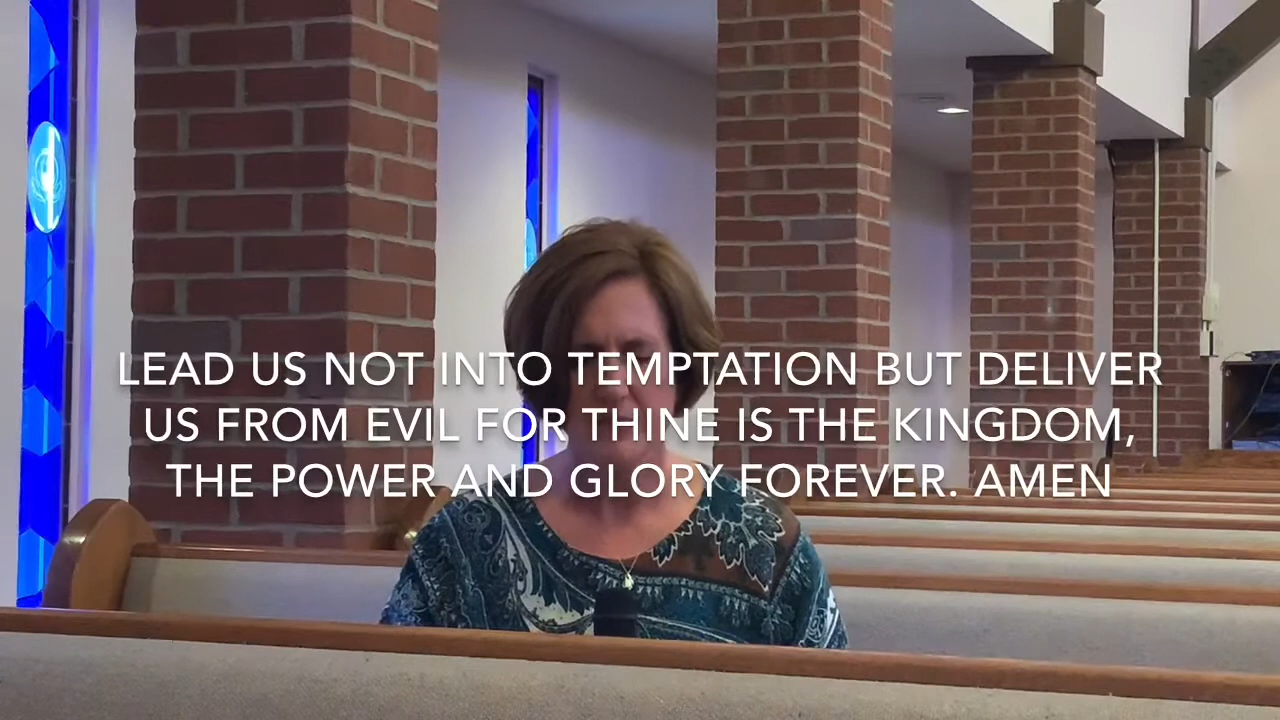 LEAD US NOT INTO TEMPTATION BUT DELIVER
US FROM EVIL FOR THINE IS THE KINGDOM,
THE POWER AND GLORY FOREVER. AMEN